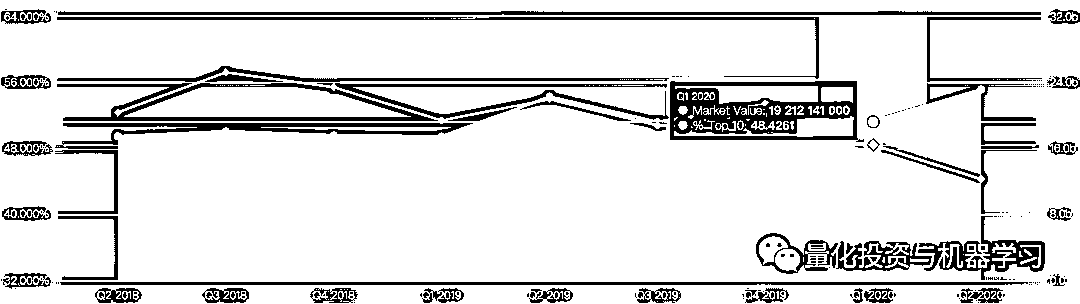 64.000%
32.0b
56.000%
24.0b
Q1 2020
Market Value: 19 212 141 000
% Top 10: 48.4261
48.000%
16.0b
40.000%
8.0b
量化投资与机器学习
32.000%
0.0
Q2 2018
Q3 2018
Q4 2018
Q1 2019
Q2 2019
Q3 2019
Q4 2019
Q1 2020
Q2 2020